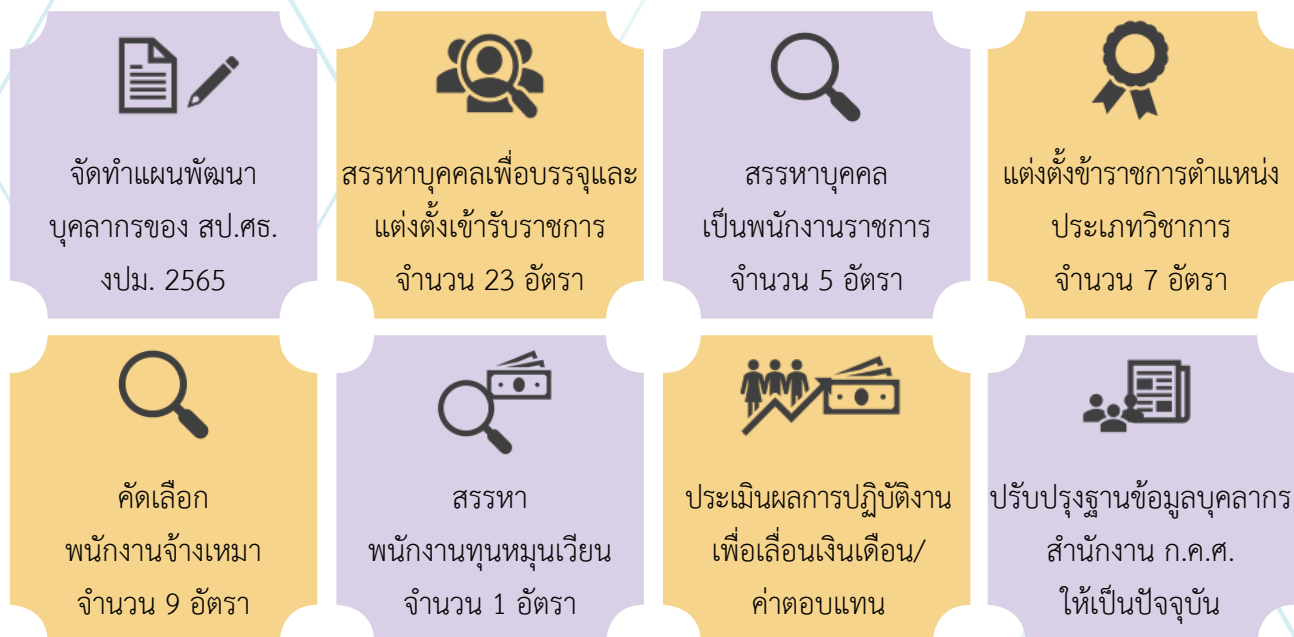 จัดทำแผนพัฒนา
บุคลากรของ สป.ศธ.
งปม. 2565
สรรหาบุคคลเพื่อบรรจุและ
แต่งตั้งเข้ารับราชการ
จำนวน 23 อัตรา
สรรหาบุคคล
เป็นพนักงานราชการ
จำนวน 5 อัตรา
แต่งตั้งข้าราชการตำแหน่ง
ประเภทวิชาการ
จำนวน 7 อัตรา
คัดเลือก
พนักงานจ้างเหมา
จำนวน 9 อัตรา
สรรหา
พนักงานทุนหมุนเวียน
จำนวน 1 อัตรา
ประเมินผลการปฏิบัติงาน
เพื่อเลื่อนเงินเดือน/
ค่าตอบแทน
ปรับปรุงฐานข้อมูลบุคลากร
สำนักงาน ก.ค.ศ.
ให้เป็นปัจจุบัน